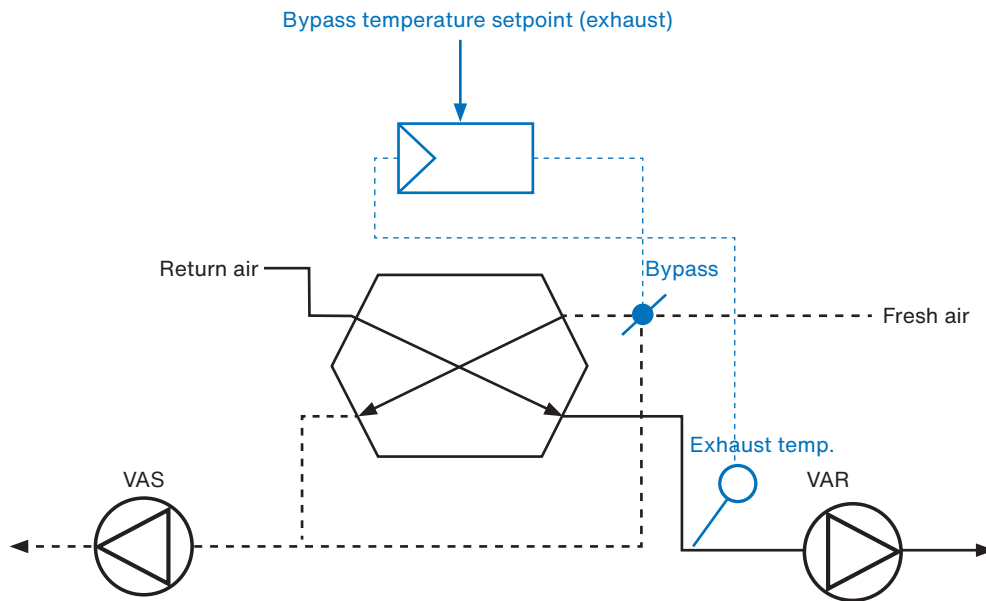 Bypass temperature setpoint (exhaust)
Return air
Bypass
Fresh air
Exhaust temp.
VAS
VAR